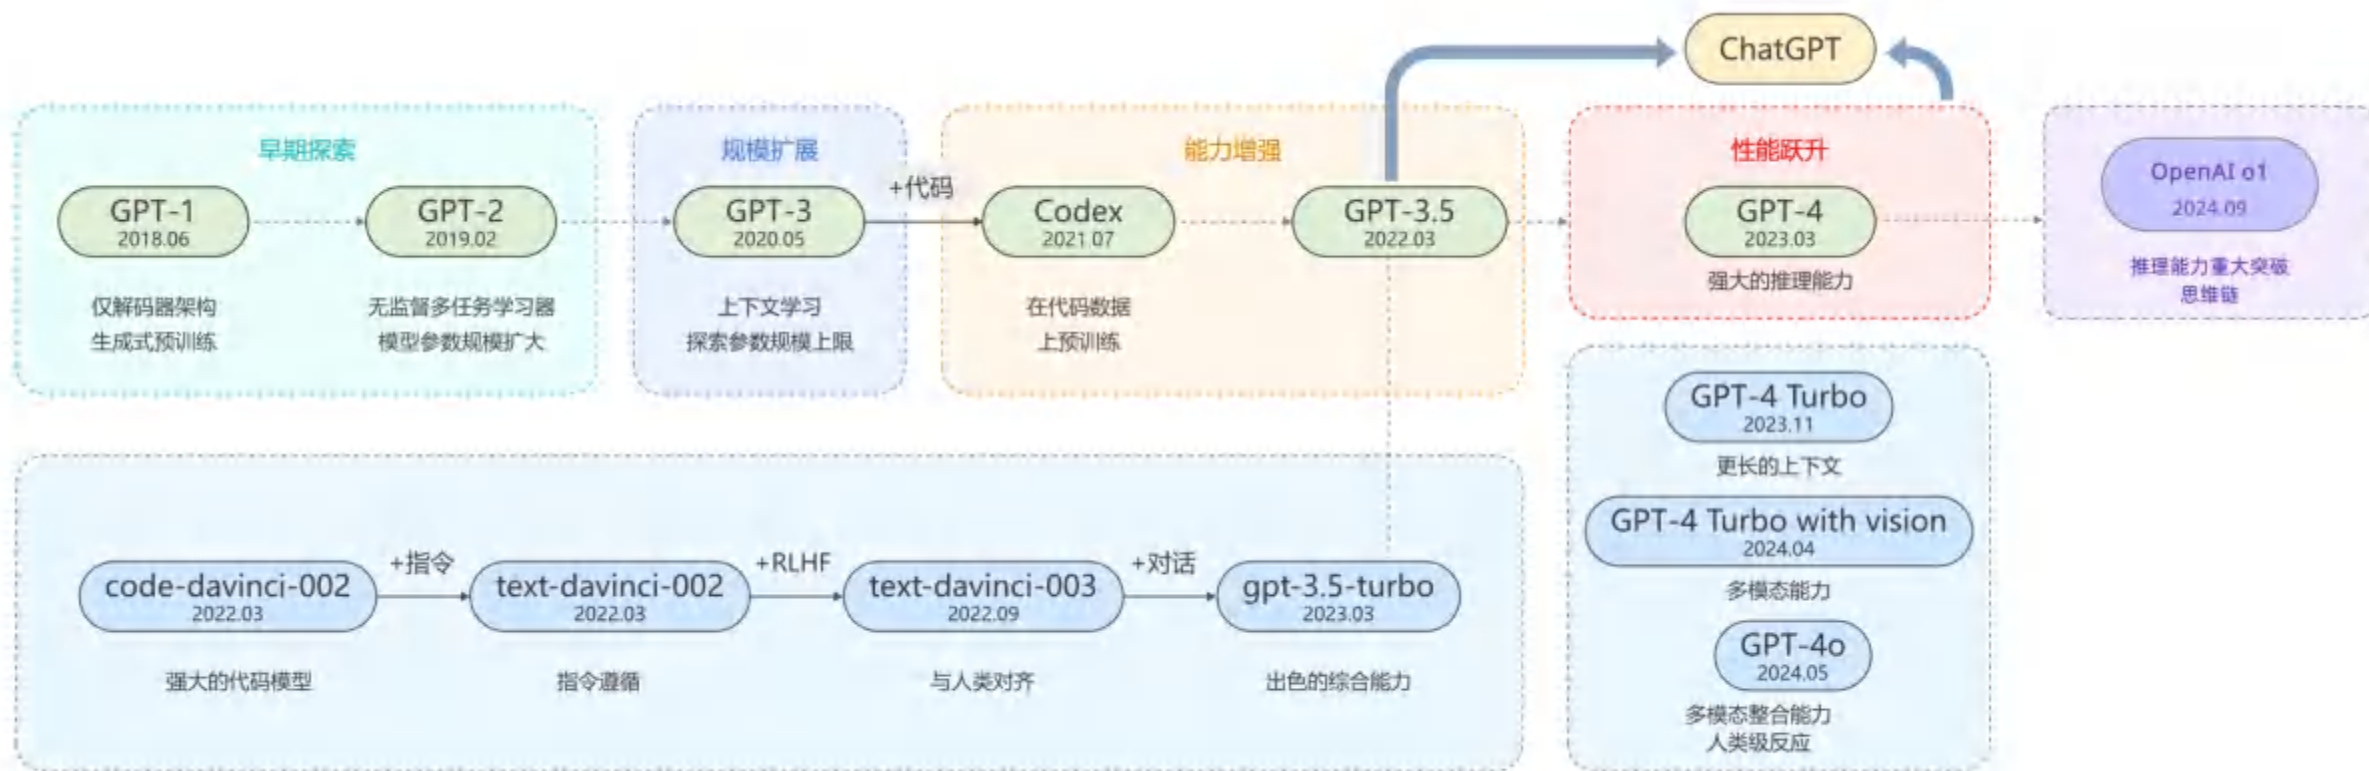 ChatGPT
早期探索
GPT-1
2018.06
仅解码器架构
生成式预训练
GPT-2
2019.02
无监督多任务学习器
模型参数规模扩大
规模扩展
GPT-3
2020.05
上下文学习
探索参数规模上限
+代码
能力增强
Codex
2021.07
在代码数据
上预训练
GPT-3.5
2022.03
性能跃升
GPT-4
2023.03
强大的推理能力
OpenAI o1
2024.09
推理能力重大突破
思维链
GPT-4 Turbo
2023.11
更长的上下文
GPT-4 Turbo with vision
2024.04
多模态能力
GPT-4o
2024.05
多模态整合能力
人类级反应
code-davinci-002
2022.03
强大的代码模型
+指令
text-davinci-002
2022.03
指令遵循
+RLHF
text-davinci-003
2022.09
与人类对齐
+对话
gpt-3.5-turbo
2023.03
出色的综合能力